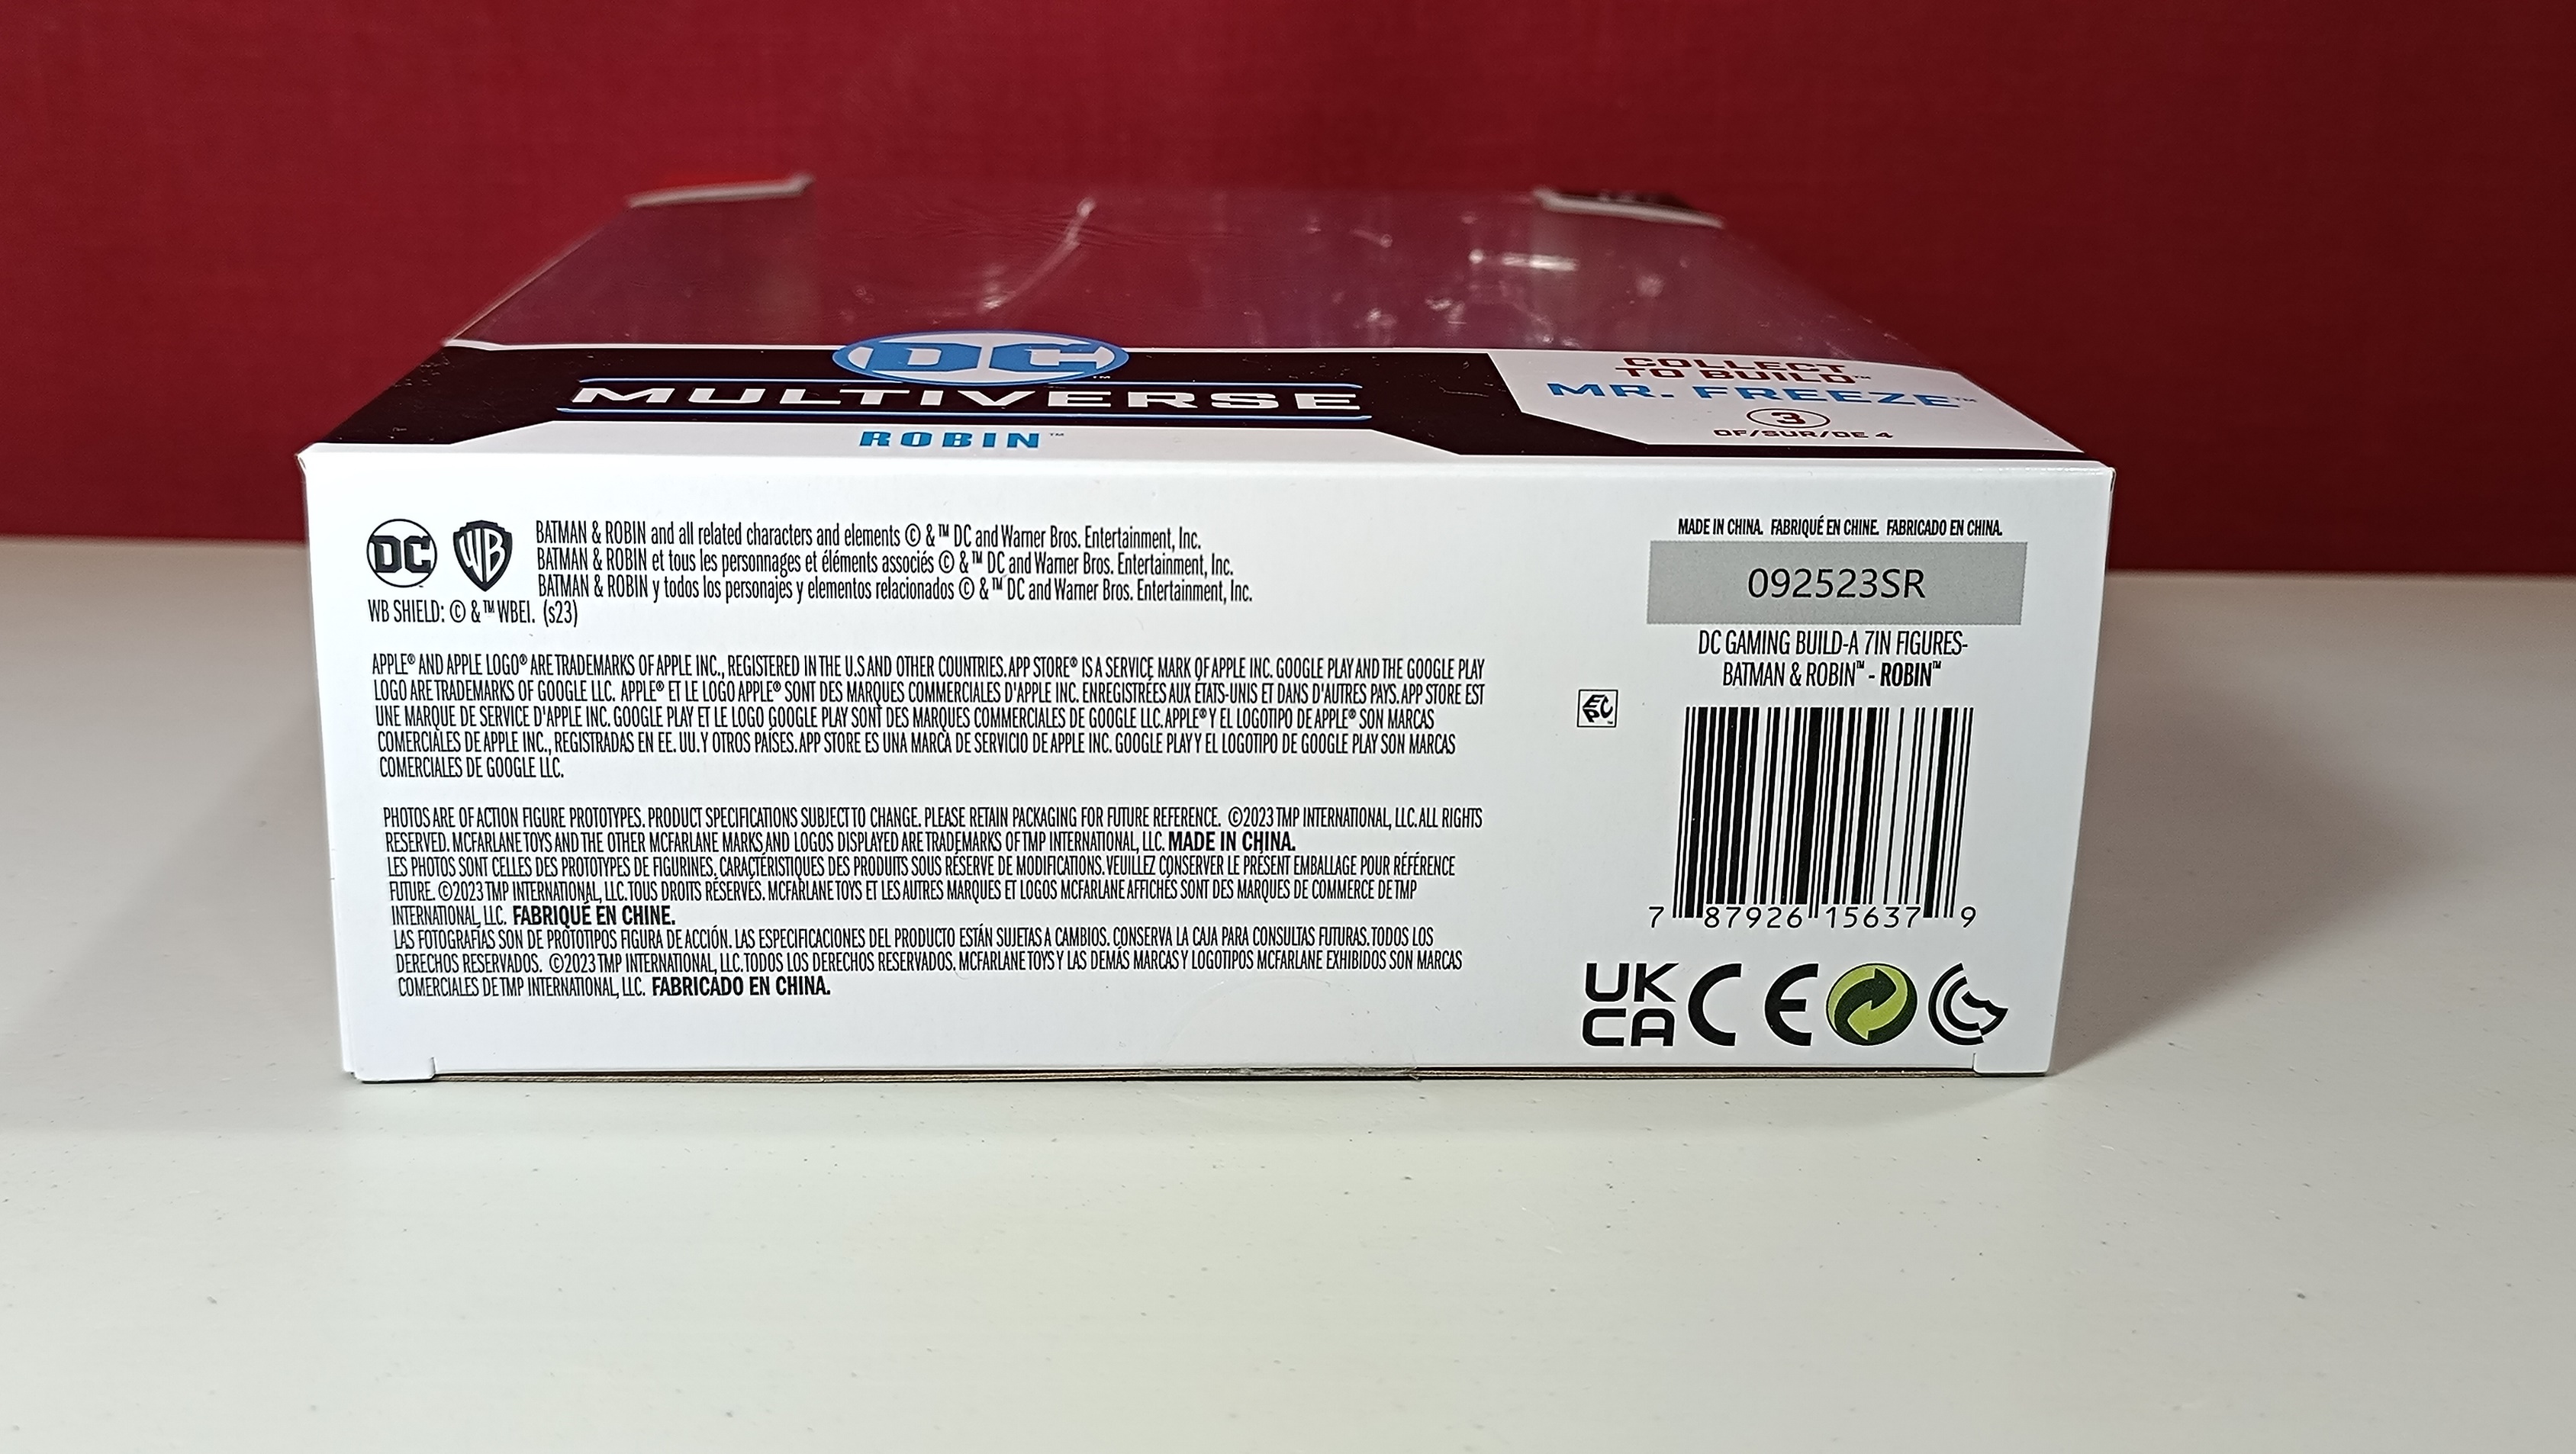 DC
MULTIVERSE
ROBIN™
COLLECT
TO BUILD™
MR. FREEZE™
3
OF/SUR/DE 4
DC WB
BATMAN & ROBIN and all related characters and elements © & ™ DC and Warner Bros. Entertainment, Inc.
BATMAN & ROBIN et tous les personnages et éléments associés © & ™ DC and Warner Bros. Entertainment, Inc.
BATMAN & ROBIN y todos los personajes y elementos relacionados © & ™ DC and Warner Bros. Entertainment, Inc.
WB SHIELD: © & ™ WBEI. (s23)
APPLE® AND APPLE LOGO® ARE TRADEMARKS OF APPLE INC., REGISTERED IN THE U.S AND OTHER COUNTRIES. APP STORE® IS A SERVICE MARK OF APPLE INC. GOOGLE PLAY AND THE GOOGLE PLAY
LOGO ARE TRADEMARKS OF GOOGLE LLC. APPLE® ET LE LOGO APPLE® SONT DES MARQUES COMMERCIALES D'APPLE INC. ENREGISTRÉES AUX ÉTATS-UNIS ET DANS D'AUTRES PAYS. APP STORE EST
UNE MARQUE DE SERVICE D'APPLE INC. GOOGLE PLAY ET LE LOGO GOOGLE PLAY SONT DES MARQUES COMMERCIALES DE GOOGLE LLC. APPLE® Y EL LOGOTIPO DE APPLE® SON MARCAS
COMERCIALES DE APPLE INC., REGISTRADAS EN EE. UU. Y OTROS PAÍSES. APP STORE ES UNA MARCA DE SERVICIO DE APPLE INC. GOOGLE PLAY Y EL LOGOTIPO DE GOOGLE PLAY SON MARCAS
COMERCIALES DE GOOGLE LLC.
PHOTOS ARE OF ACTION FIGURE PROTOTYPES. PRODUCT SPECIFICATIONS SUBJECT TO CHANGE. PLEASE RETAIN PACKAGING FOR FUTURE REFERENCE. ©2023 TMP INTERNATIONAL, LLC. ALL RIGHTS
RESERVED. MCFARLANE TOYS AND THE OTHER MCFARLANE MARKS AND LOGOS DISPLAYED ARE TRADEMARKS OF TMP INTERNATIONAL, LLC. MADE IN CHINA.
LES PHOTOS SONT CELLES DES PROTOTYPES DE FIGURINES. CARACTÉRISTIQUES DES PRODUITS SOUS RÉSERVE DE MODIFICATIONS. VEUILLEZ CONSERVER LE PRÉSENT EMBALLAGE POUR RÉFÉRENCE
FUTURE. ©2023 TMP INTERNATIONAL, LLC. TOUS DROITS RÉSERVÉS. MCFARLANE TOYS ET LES AUTRES MARQUES ET LOGOS MCFARLANE AFFICHÉS SONT DES MARQUES DE COMMERCE DE TMP
INTERNATIONAL, LLC. FABRIQUÉ EN CHINE.
LAS FOTOGRAFÍAS SON DE PROTOTIPOS FIGURA DE ACCIÓN. LAS ESPECIFICACIONES DEL PRODUCTO ESTÁN SUJETAS A CAMBIOS. CONSERVA LA CAJA PARA CONSULTAS FUTURAS. TODOS LOS
DERECHOS RESERVADOS. ©2023 TMP INTERNATIONAL, LLC. TODOS LOS DERECHOS RESERVADOS. MCFARLANE TOYS Y LAS DEMÁS MARCAS Y LOGOTIPOS MCFARLANE EXHIBIDOS SON MARCAS
COMERCIALES DE TMP INTERNATIONAL, LLC. FABRICADO EN CHINA.
MADE IN CHINA. FABRIQUÉ EN CHINE. FABRICADO EN CHINA.
092523SR
DC GAMING BUILD-A 7IN FIGURES-
BATMAN & ROBIN™ - ROBIN™
EPC
7 87926 15637 9
UK
CA CE